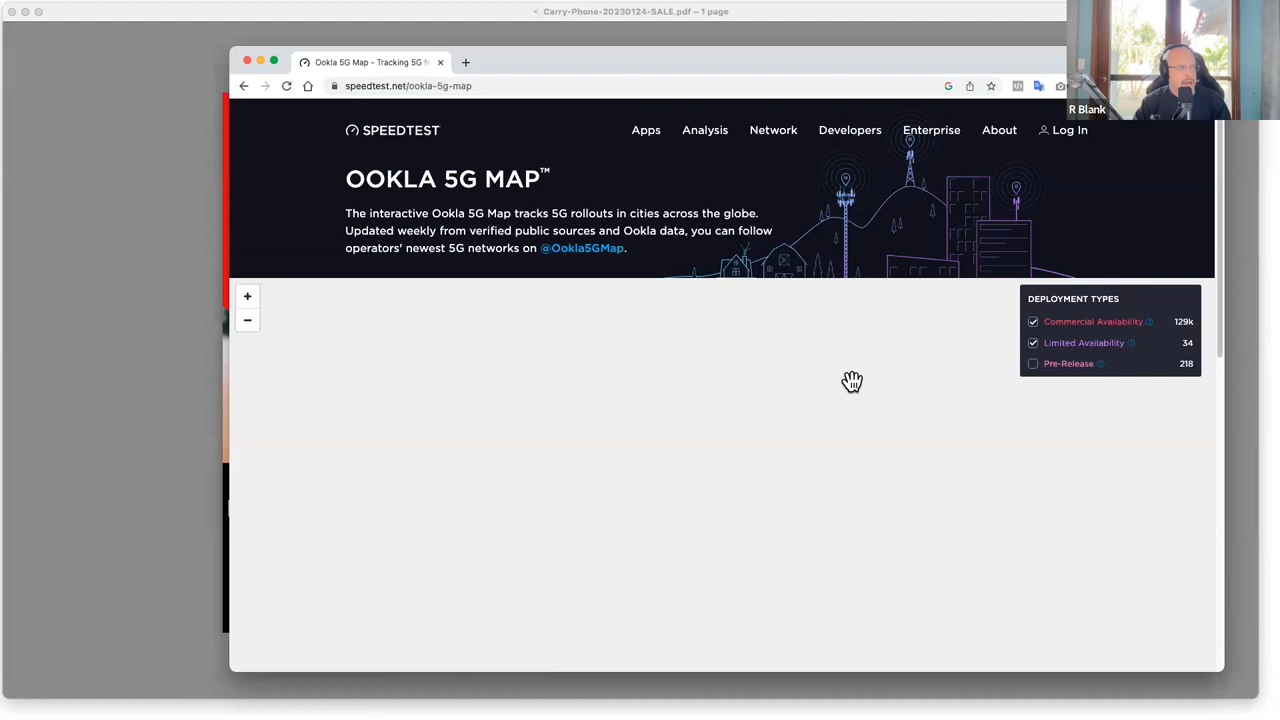 Carry-Phone-20230124-SALE.pdf – 1 page
Ookla 5G Map - Tracking 5G
speedtest.net/ookla-5g-map
R Blank
SPEEDTEST
Apps
Analysis
Network
Developers
Enterprise
About
Log In
OOKLA 5G MAP™
The interactive Ookla 5G Map tracks 5G rollouts in cities across the globe.
Updated weekly from verified public sources and Ookla data, you can follow
operators' newest 5G networks on @Ookla5GMap.
+
−
DEPLOYMENT TYPES
Commercial Availability 129k
Limited Availability 34
Pre-Release 218